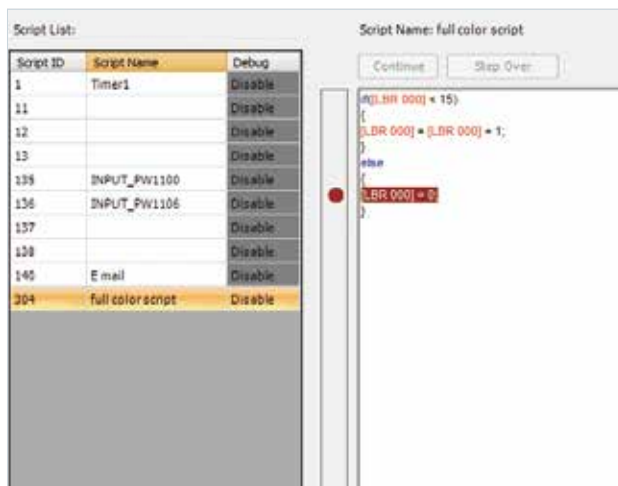 Script List:
Script ID Script Name Debug
1 Timer1 Disable
11 Disable
12 Disable
13 Disable
135 INPUT_PW1100 Disable
136 INPUT_PW1106 Disable
137 Disable
138 Disable
140 E mail Disable
304 full color script Disable
Script Name: full color script
Continue Step Over
if([LBR 000] < 15)
{
[LBR 000] = [LBR 000] + 1;
}
else
{
[LBR 000] = 0;
}